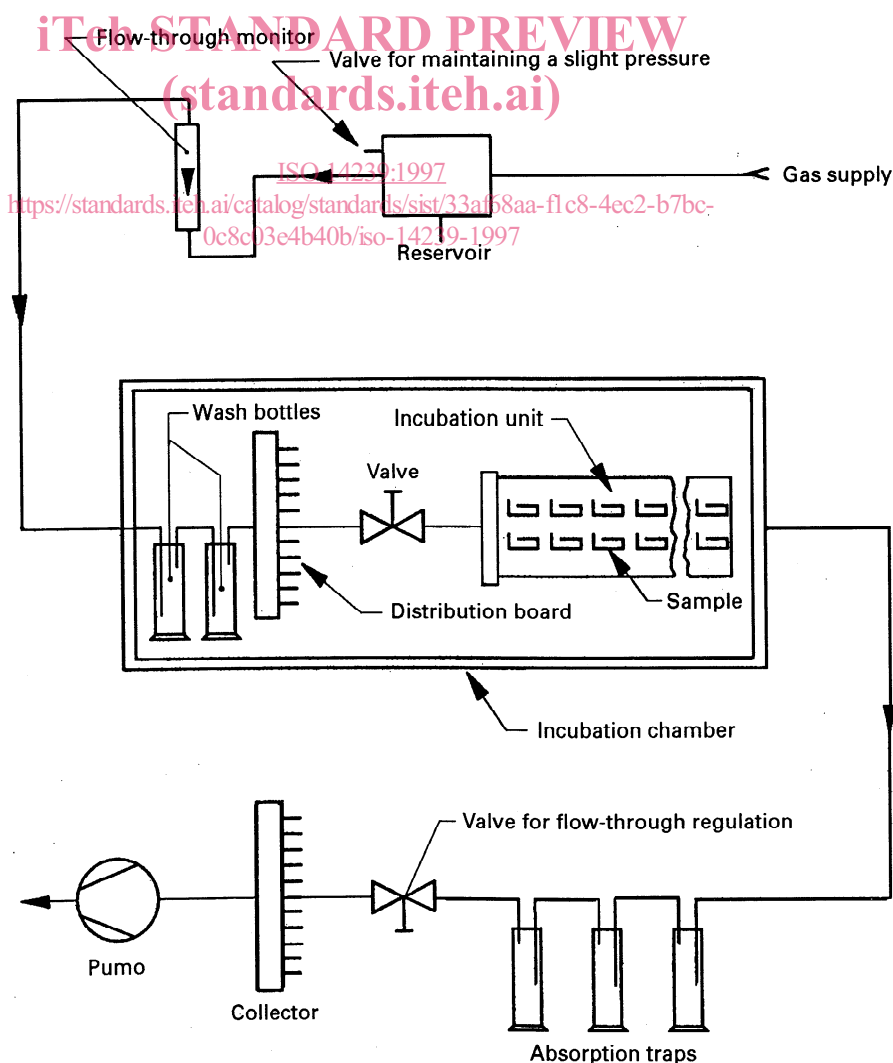 iTeh STANDARD PREVIEW
Flow-through monitor
Valve for maintaining a slight pressure
(standards.iteh.ai)
ISO 14239:1997
Gas supply
https://standards.iteh.ai/catalog/standards/sist/33af68aa-f1c8-4ec2-b7bc-
0c8c03e4b40b/iso-14239-1997
Reservoir
Wash bottles
Incubation unit
Valve
Sample
Distribution board
Incubation chamber
Valve for flow-through regulation
Pumo
Collector
Absorption traps